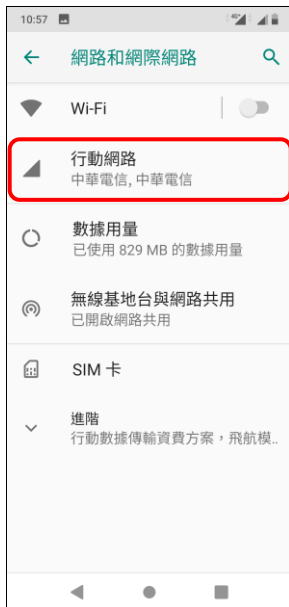 10:57
網路和網際網路
Wi-Fi
行動網路
中華電信, 中華電信
數據用量
已使用 829 MB 的數據用量
無線基地台與網路共用
已開啟網路共用
SIM 卡
進階
行動數據傳輸資費方案，飛航模..